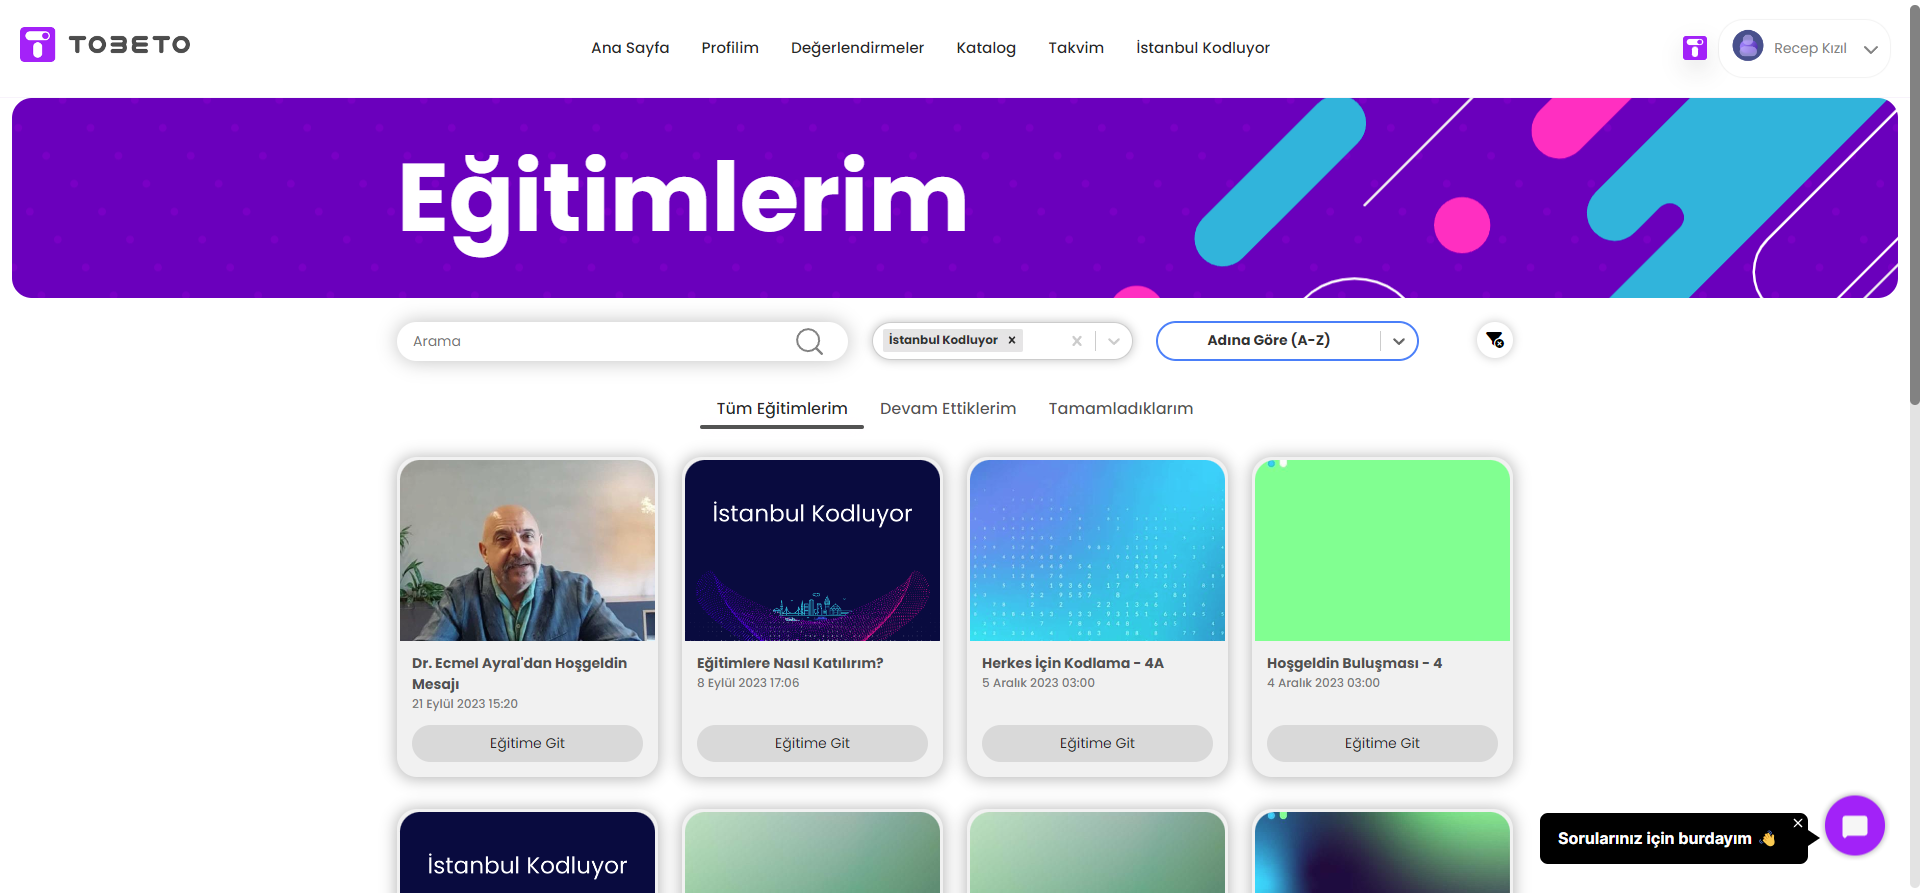 TOBETO
Ana Sayfa
Profilim
Değerlendirmeler
Katalog
Takvim
İstanbul Kodluyor
Recep Kızıl
Eğitimlerim
Arama
İstanbul Kodluyor
Adına Göre (A-Z)
Tüm Eğitimlerim
Devam Ettiklerim
Tamamladıklarım
İstanbul Kodluyor
Dr. Ecmel Ayral'dan Hoşgeldin
Mesajı
21 Eylül 2023 15:20
Eğitime Git
Eğitimlere Nasıl Katılırım?
8 Eylül 2023 17:06
Eğitime Git
Herkes İçin Kodlama - 4A
5 Aralık 2023 03:00
Eğitime Git
Hoşgeldin Buluşması - 4
4 Aralık 2023 03:00
Eğitime Git
İstanbul Kodluyor
Sorularınız için burdayım 👋